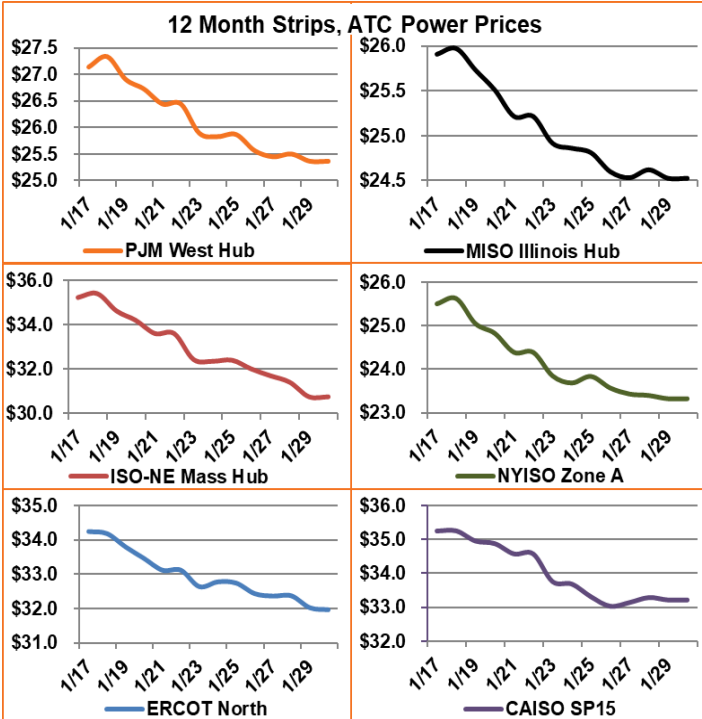 12 Month Strips, ATC Power Prices
$27.5
$27.0
$26.5
$26.0
$25.5
$25.0
1/17 1/19 1/21 1/23 1/25 1/27 1/29
PJM West Hub
$26.0
$25.5
$25.0
$24.5
1/17 1/19 1/21 1/23 1/25 1/27 1/29
MISO Illinois Hub
$36.0
$34.0
$32.0
$30.0
1/17 1/19 1/21 1/23 1/25 1/27 1/29
ISO-NE Mass Hub
$26.0
$25.0
$24.0
$23.0
1/17 1/19 1/21 1/23 1/25 1/27 1/29
NYISO Zone A
$35.0
$34.0
$33.0
$32.0
$31.0
1/17 1/19 1/21 1/23 1/25 1/27 1/29
ERCOT North
$36.0
$35.0
$34.0
$33.0
$32.0
1/17 1/19 1/21 1/23 1/25 1/27 1/29
CAISO SP15